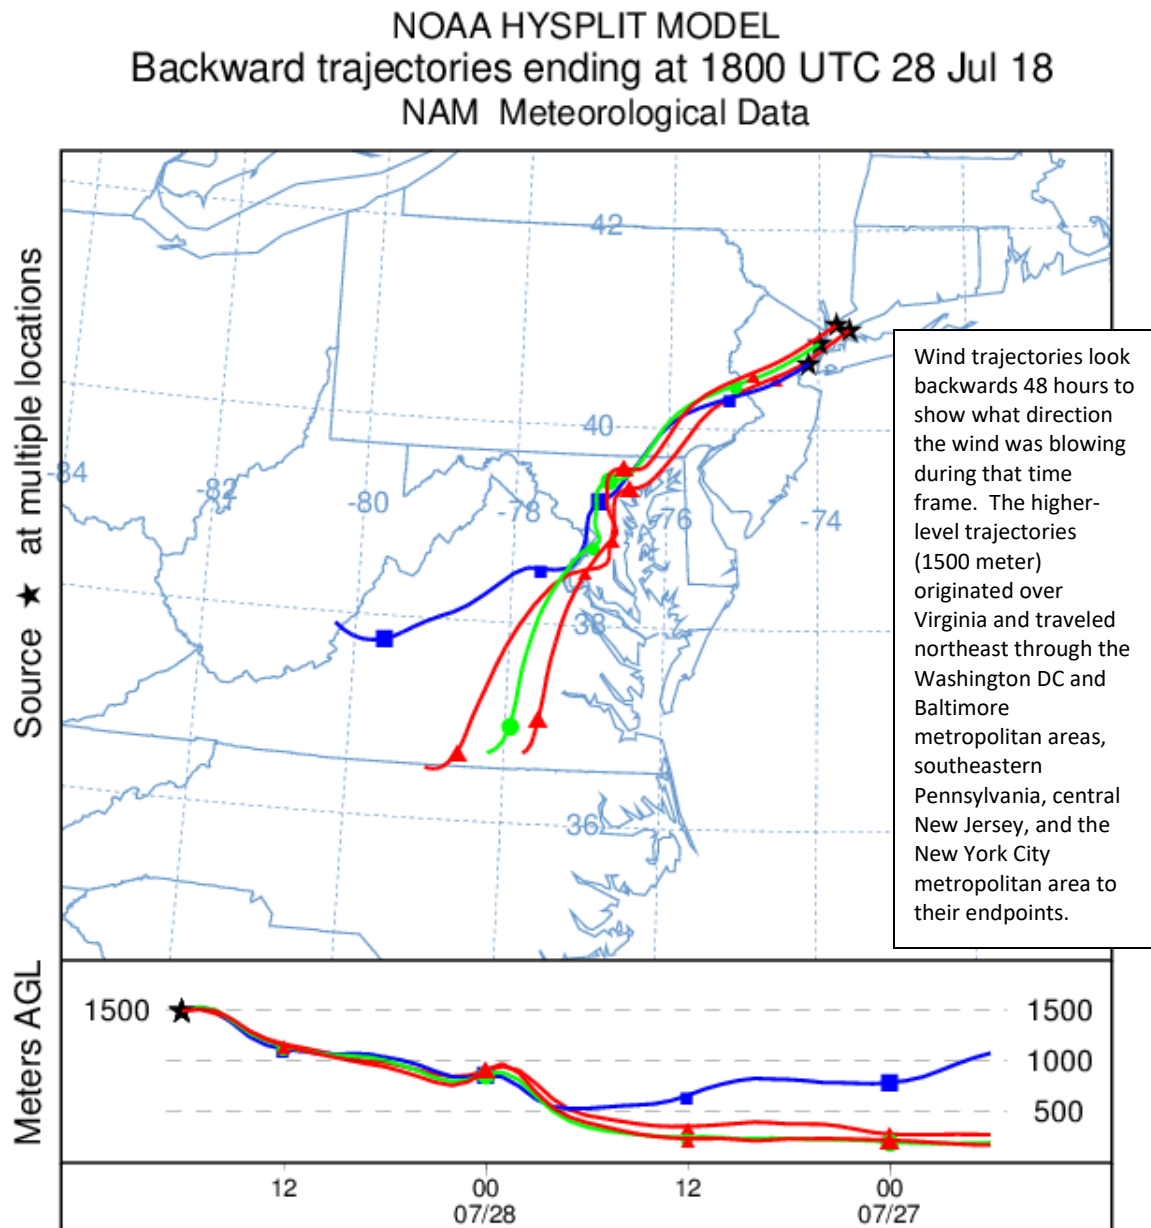 NOAA HYSPLIT MODEL
Backward trajectories ending at 1800 UTC 28 Jul 18
NAM Meteorological Data
Source ★ at multiple locations
42
40
-84
-82
-80
-78
-76
-74
38
36
Wind trajectories look
backwards 48 hours to
show what direction
the wind was blowing
during that time
frame. The higher-
level trajectories
(1500 meter)
originated over
Virginia and traveled
northeast through the
Washington DC and
Baltimore
metropolitan areas,
southeastern
Pennsylvania, central
New Jersey, and the
New York City
metropolitan area to
their endpoints.
Meters AGL
1500
1500
1000
500
12 00 12 00
07/28 07/27